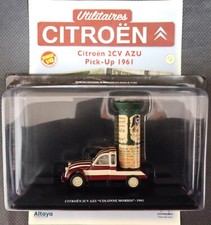 Utilitaires
CITROËN
Citroën 2CV AZU
Pick-Up 1961
CITROËN 2CV AZU "COLONNE MORRIS" - 1961
Altaya